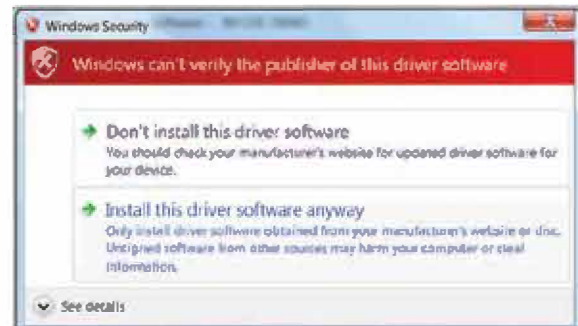 Windows Security
Windows can't verify the publisher of this driver software
Don't install this driver software
You should check your manufacturer's website for updated driver software for
your device.
Install this driver software anyway
Only install driver software obtained from your manufacturer's website or disc.
Unsigned software from other sources may harm your computer or steal
information.
See details